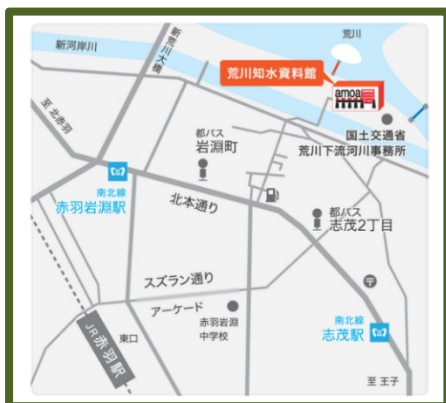 荒川
新河岸川
新荒川大橋
荒川知水資料館
amoa
至 北赤羽
国土交通省
荒川下流河川事務所
都バス
岩淵町
南北線
赤羽岩淵駅
北本通り
都バス
志茂2丁目
スズラン通り
アーケード
赤羽岩淵
中学校
JR赤羽駅
東口
南北線
志茂駅
至 王子